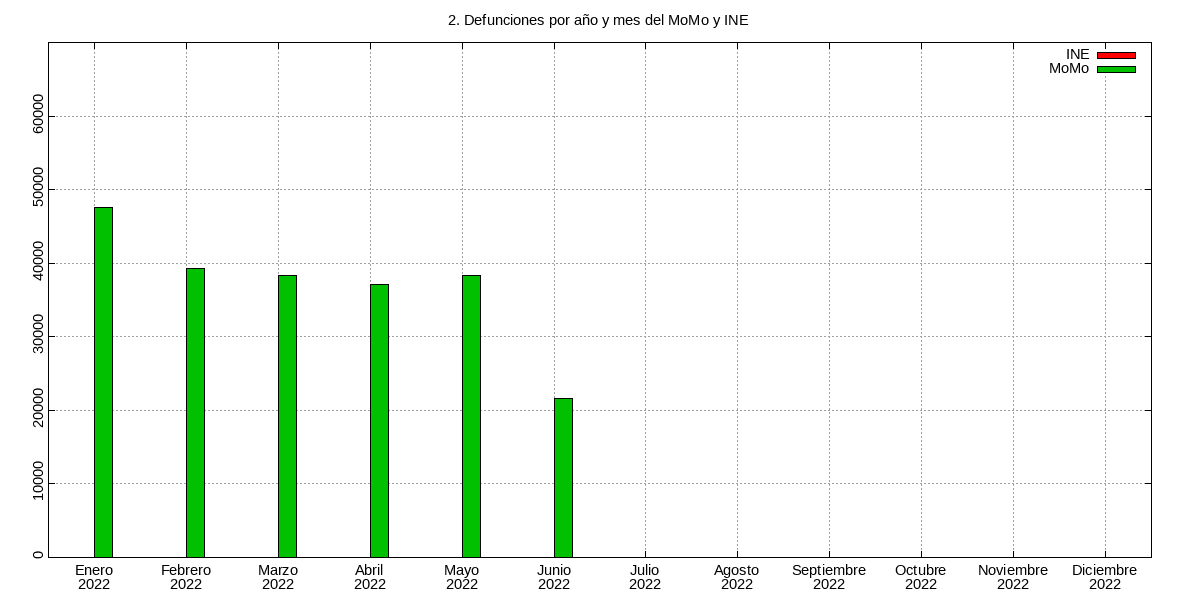 2. Defunciones por año y mes del MoMo y INE
INE
MoMo
60000
50000
40000
30000
20000
10000
0
Enero Febrero Marzo Abril Mayo Junio Julio Agosto Septiembre Octubre Noviembre Diciembre
2022 2022 2022 2022 2022 2022 2022 2022 2022 2022 2022 2022